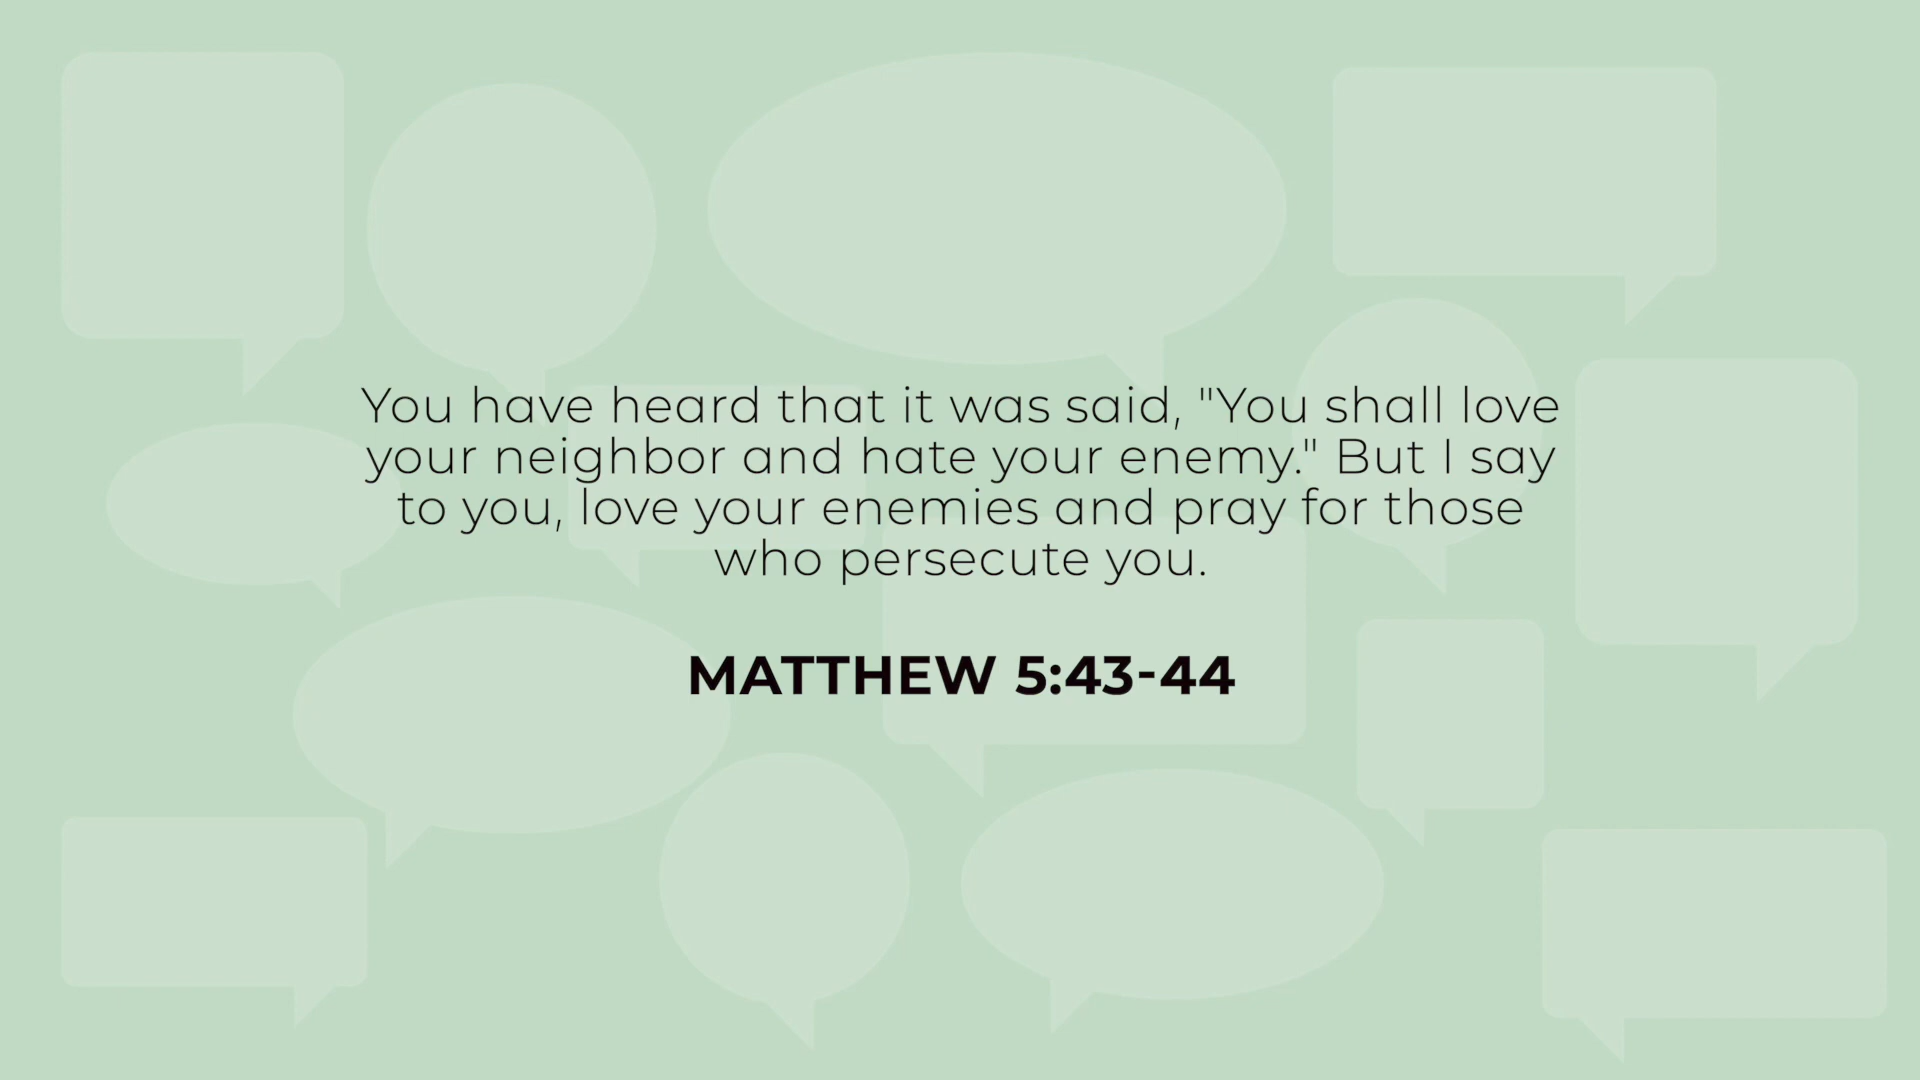 You have heard that it was said, "You shall love
your neighbor and hate your enemy." But I say
to you, love your enemies and pray for those
who persecute you.
MATTHEW 5:43-44